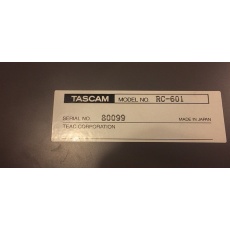 TASCAM MODEL NO. RC-601
SERIAL NO. 80099 MADE IN JAPAN
TEAC CORPORATION